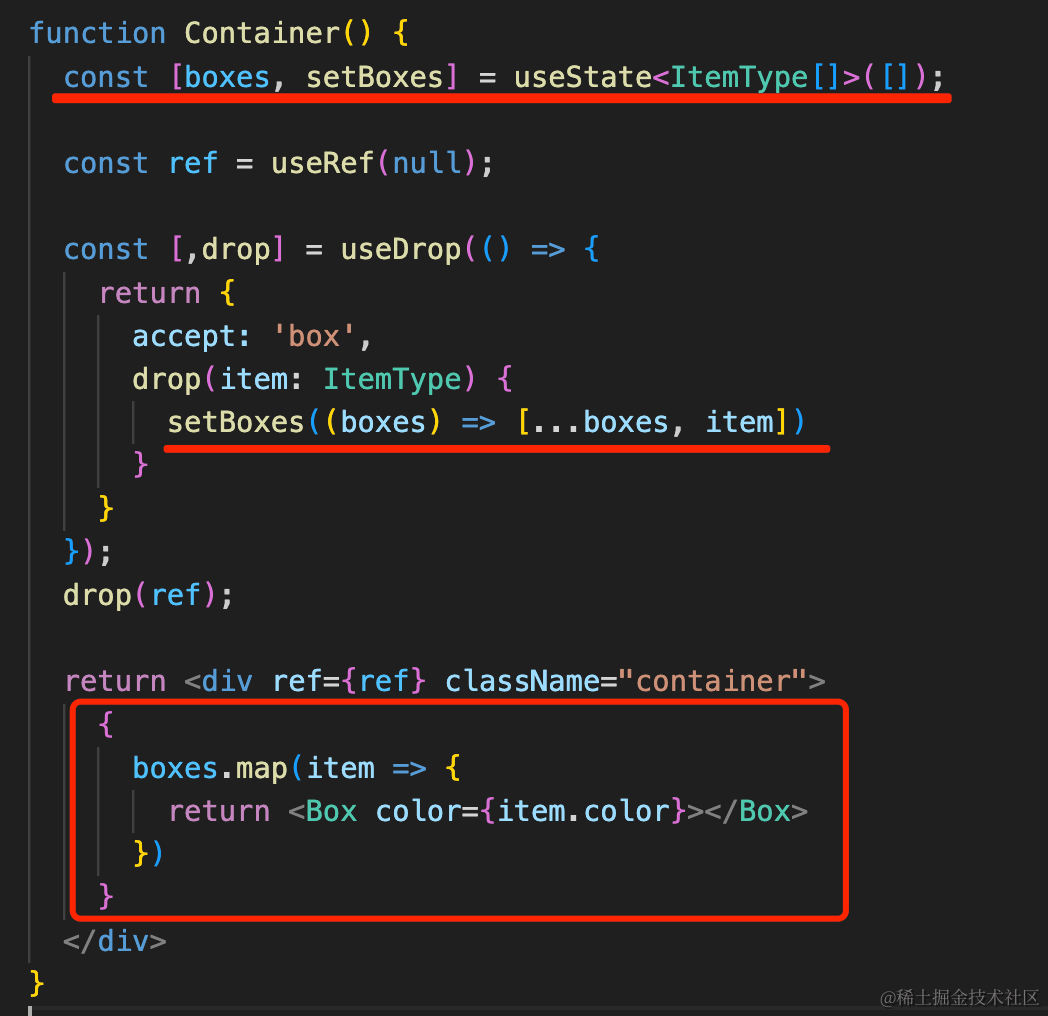 function Container() {
  const [boxes, setBoxes] = useState<ItemType[]>([]);
  const ref = useRef(null);
  const [,drop] = useDrop(() => {
    return {
      accept: 'box',
      drop(item: ItemType) {
        setBoxes((boxes) => [...boxes, item])
      }
    }
  });
  drop(ref);
  return <div ref={ref} className="container">
    {
      boxes.map(item => {
        return <Box color={item.color}></Box>
      })
    }
  </div>
}
@稀土掘金技术社区